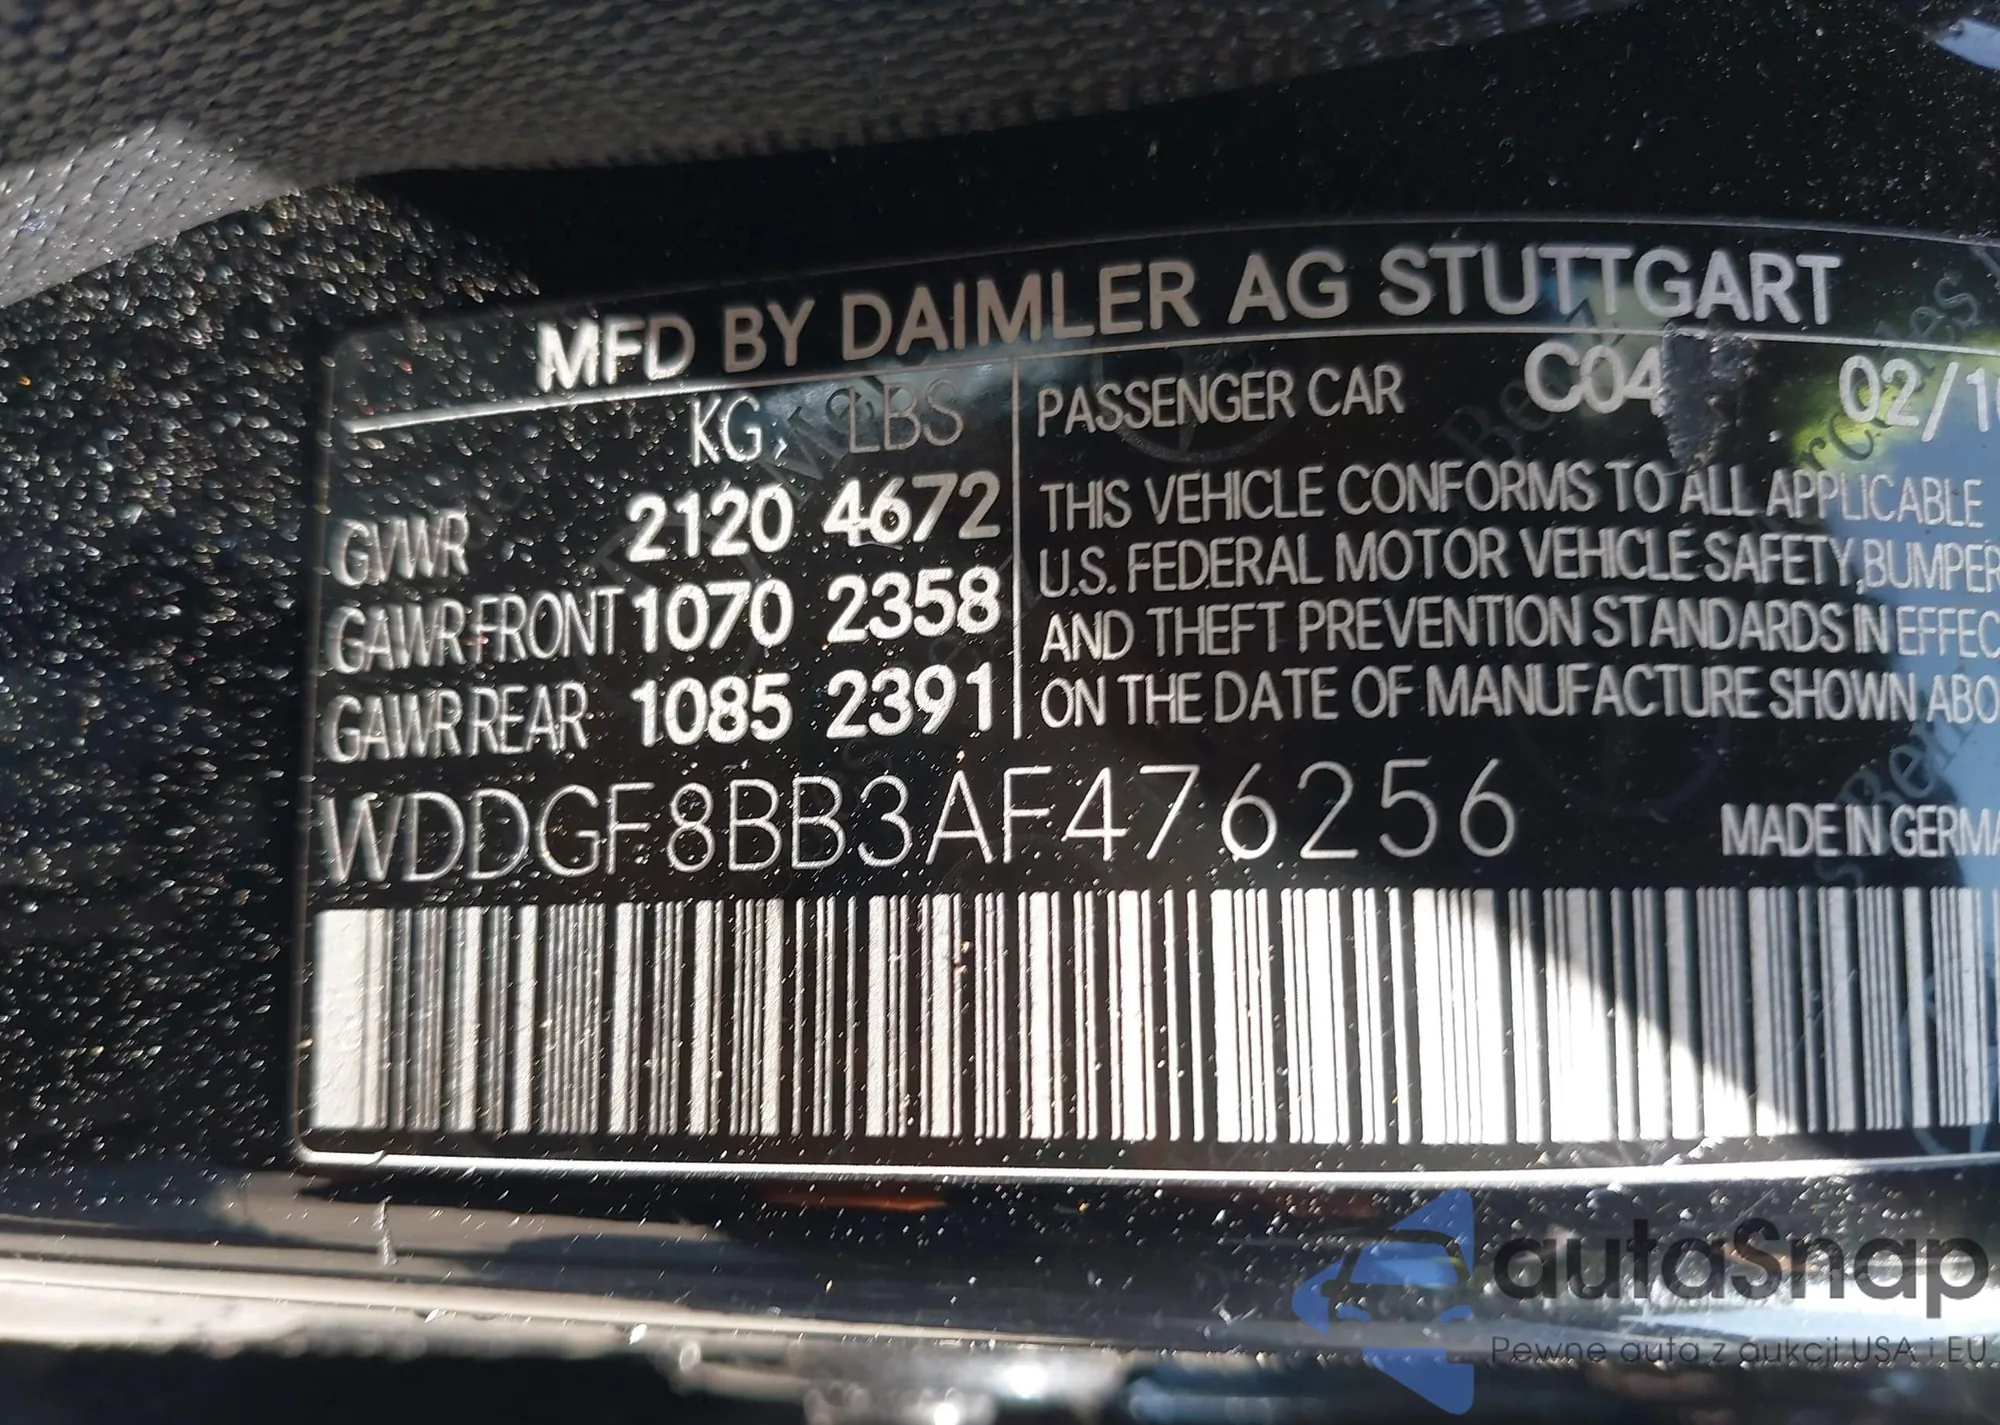 MFD BY DAIMLER AG STUTTGART
KG, LBS
GVWR 2120 4672
GAWR FRONT 1070 2358
GAWR REAR 1085 2391
PASSENGER CAR C04 02/10
THIS VEHICLE CONFORMS TO ALL APPLICABLE
U.S. FEDERAL MOTOR VEHICLE SAFETY, BUMPER
AND THEFT PREVENTION STANDARDS IN EFFEC
ON THE DATE OF MANUFACTURE SHOWN ABO
WDDGF8BB3AF476256
MADE IN GERMA
autaSnap
Pewne auta z aukcji USA i EU